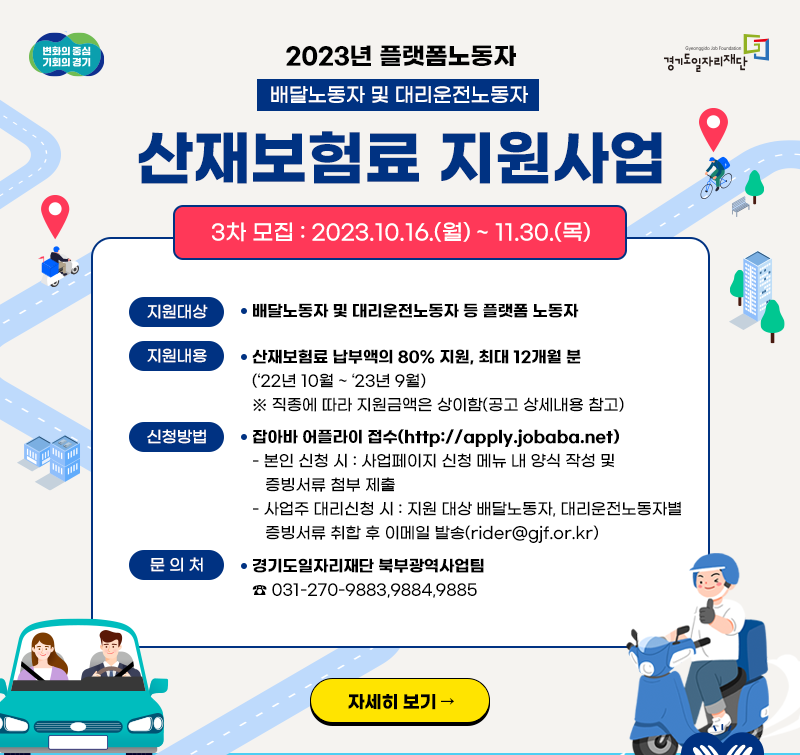 변화의 중심
기회의 경기
2023년 플랫폼노동자
Gyeonggido Job Foundation
경기도일자리재단
배달노동자 및 대리운전노동자
산재보험료 지원사업
3차 모집 : 2023.10.16.(월) ~ 11.30.(목)
지원대상 • 배달노동자 및 대리운전노동자 등 플랫폼 노동자
지원내용 • 산재보험료 납부액의 80% 지원, 최대 12개월 분
(‘22년 10월 ~ ‘23년 9월)
※ 직종에 따라 지원금액은 상이함(공고 상세내용 참고)
신청방법 • 잡아바 어플라이 접수(http://apply.jobaba.net)
- 본인 신청 시 : 사업페이지 신청 메뉴 내 양식 작성 및
증빙서류 첨부 제출
- 사업주 대리신청 시 : 지원 대상 배달노동자, 대리운전노동자별
증빙서류 취합 후 이메일 발송(rider@gjf.or.kr)
문 의 처 • 경기도일자리재단 북부광역사업팀
☎ 031-270-9883,9884,9885
자세히 보기 →